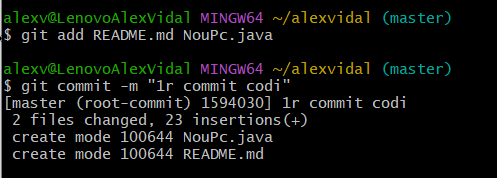 alexv@LenovoAlexVidal MINGW64 ~/alexvidal (master)
$ git add README.md NouPc.java
alexv@LenovoAlexVidal MINGW64 ~/alexvidal (master)
$ git commit -m "1r commit codi"
[master (root-commit) 1594030] 1r commit codi
 2 files changed, 23 insertions(+)
 create mode 100644 NouPc.java
 create mode 100644 README.md